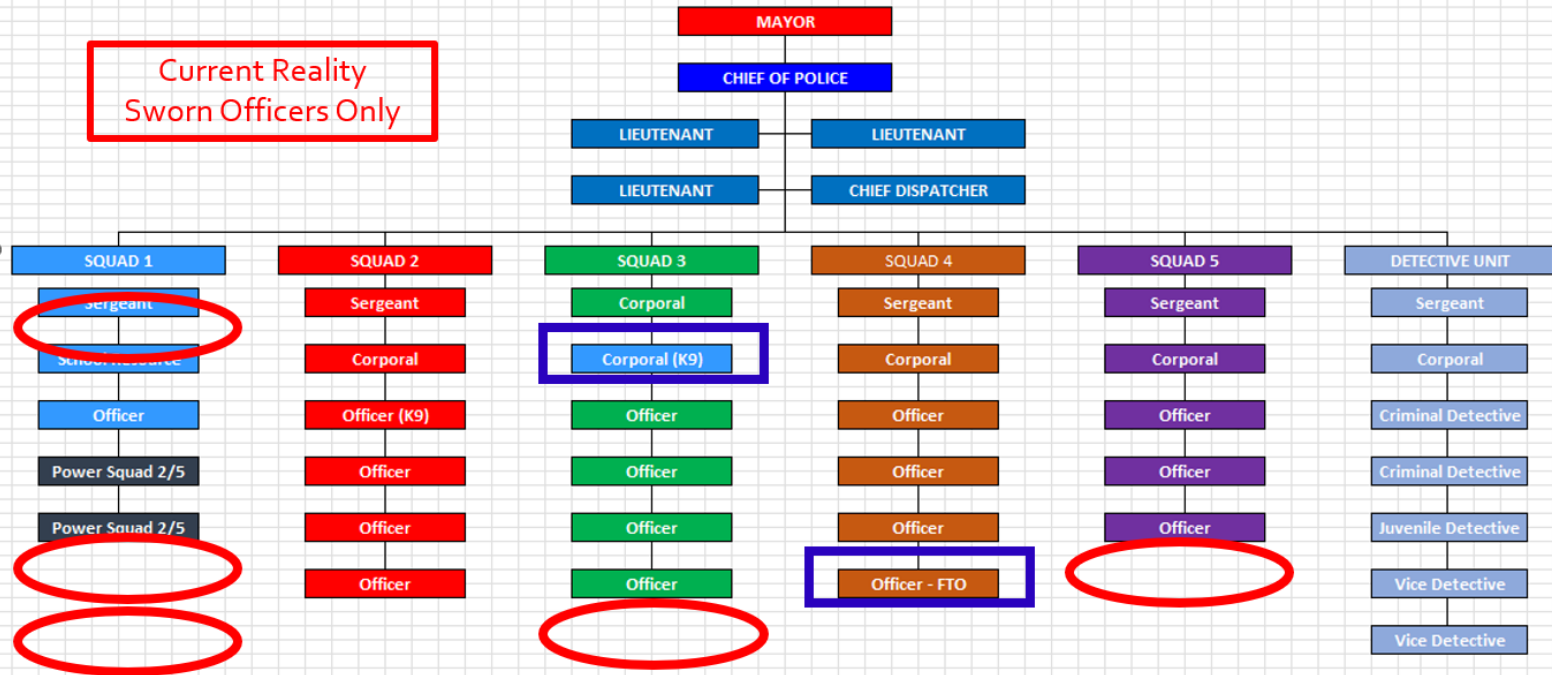 MAYOR
Current Reality
Sworn Officers Only
CHIEF OF POLICE
LIEUTENANT LIEUTENANT
LIEUTENANT CHIEF DISPATCHER
SQUAD 1 SQUAD 2 SQUAD 3 SQUAD 4 SQUAD 5 DETECTIVE UNIT
Sergeant Sergeant Corporal Sergeant Sergeant Sergeant
School Resource Corporal Corporal (K9) Corporal Corporal Corporal
Officer Officer (K9) Officer Officer Officer Criminal Detective
Power Squad 2/5 Officer Officer Officer Officer Criminal Detective
Power Squad 2/5 Officer Officer Officer Officer Juvenile Detective
Officer Officer Officer - FTO Vice Detective
Vice Detective